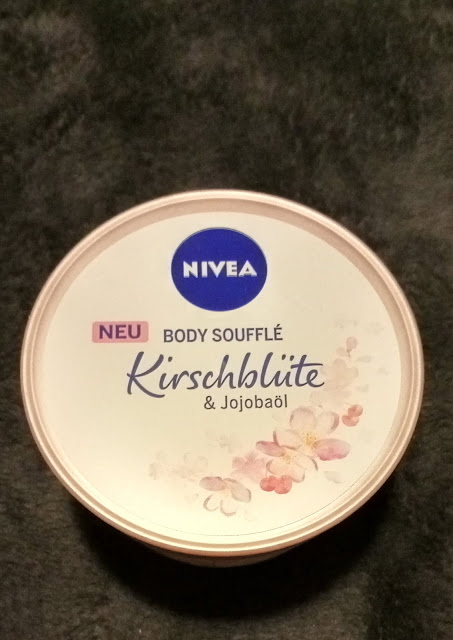 NIVEA
NEU BODY SOUFFLÉ
Kirschblüte
& Jojobaöl